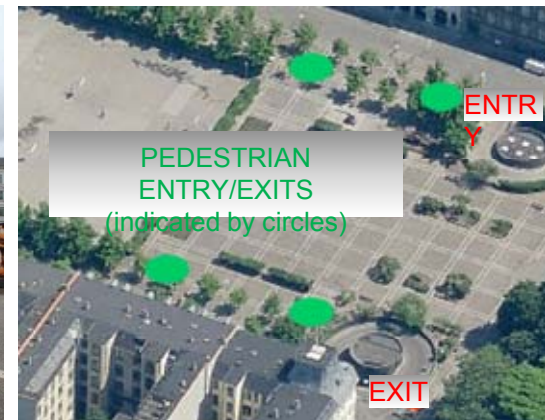 ENTR
Y
PEDESTRIAN
ENTRY/EXITS
(indicated by circles)
EXIT